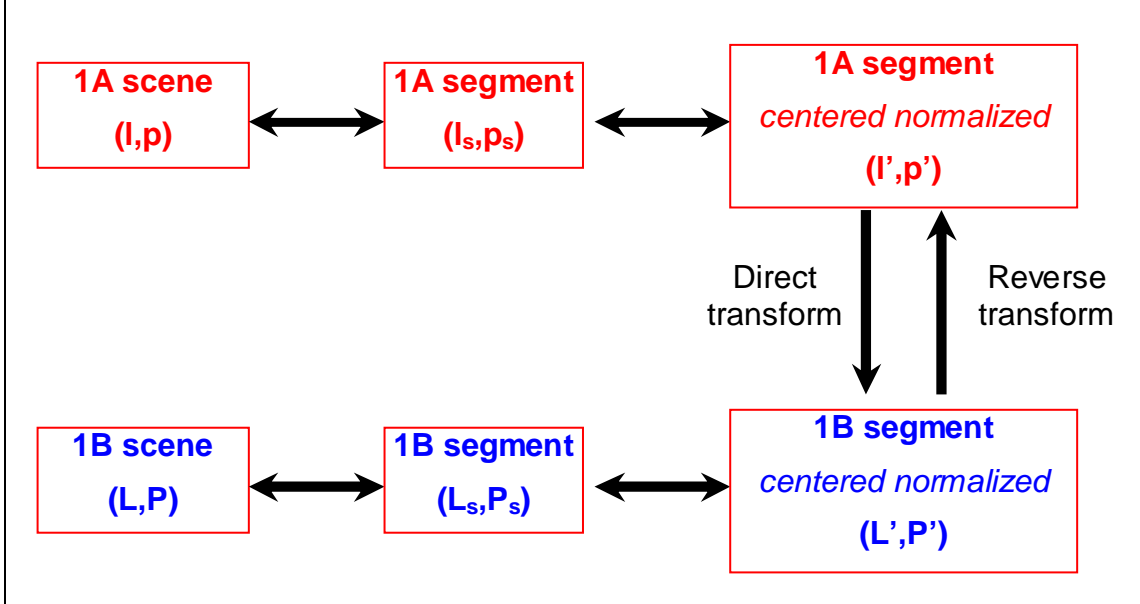 1A scene
(l,p)
1A segment
(lₛ,pₛ)
1A segment
centered normalized
(l’,p’)
Direct
transform
Reverse
transform
1B scene
(L,P)
1B segment
(Lₛ,Pₛ)
1B segment
centered normalized
(L’,P’)